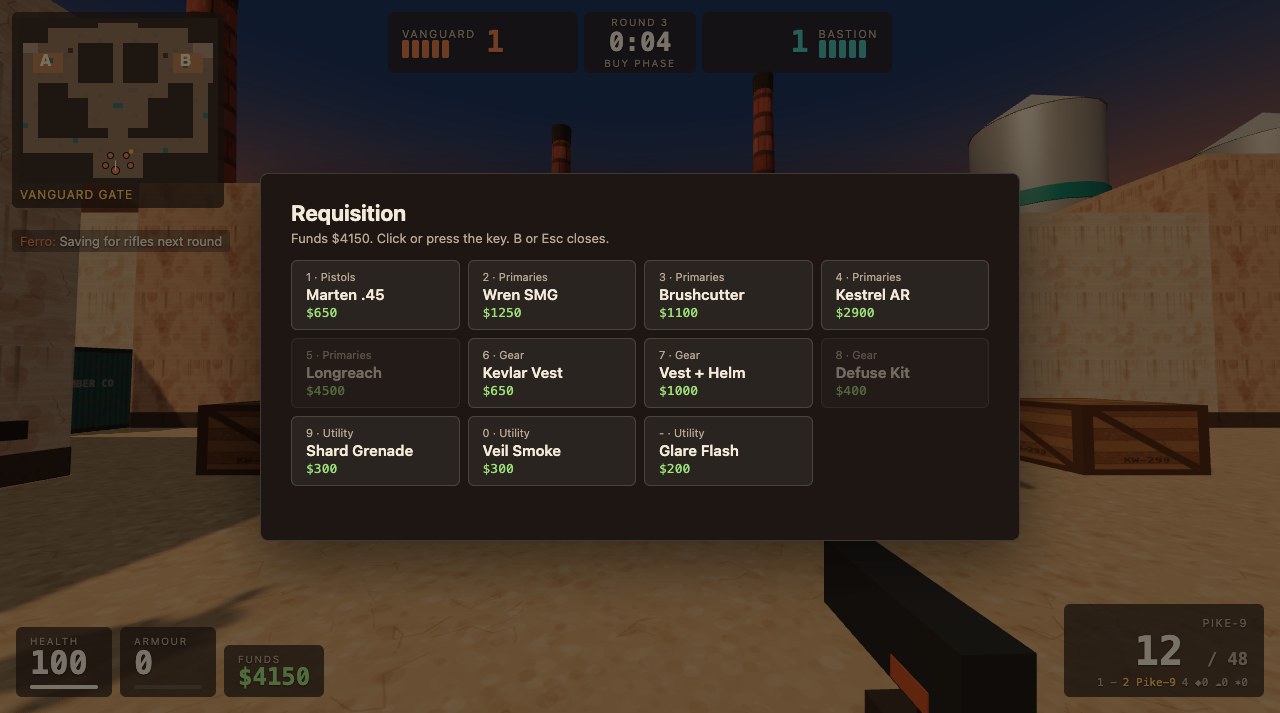 VANGUARD 1
ROUND 3
0:04
BUY PHASE
1 BASTION
A
B
VANGUARD GATE
Ferro: Saving for rifles next round
Requisition
Funds $4150. Click or press the key. B or Esc closes.
1 · Pistols
Marten .45
$650
2 · Primaries
Wren SMG
$1250
3 · Primaries
Brushcutter
$1100
4 · Primaries
Kestrel AR
$2900
5 · Primaries
Longreach
$4500
6 · Gear
Kevlar Vest
$650
7 · Gear
Vest + Helm
$1000
8 · Gear
Defuse Kit
$400
9 · Utility
Shard Grenade
$300
0 · Utility
Veil Smoke
$300
- · Utility
Glare Flash
$200
BER CO
HEALTH
100
ARMOUR
0
FUNDS
$4150
PIKE-9
12 / 48
1 — 2 Pike-9 4 ◆0 ☁0 ✦0